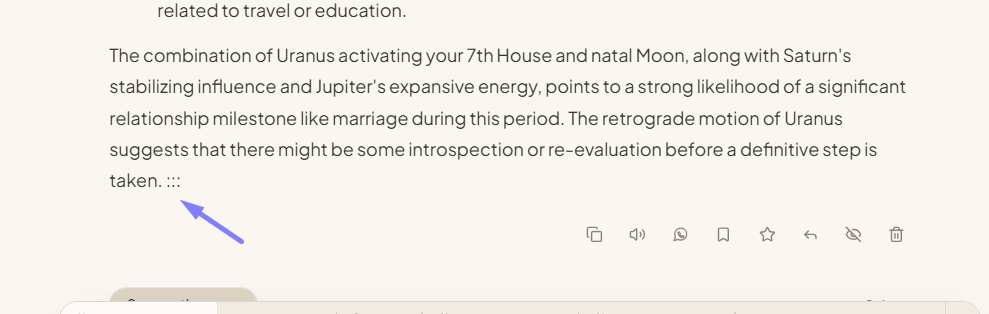 related to travel or education.
The combination of Uranus activating your 7th House and natal Moon, along with Saturn's
stabilizing influence and Jupiter's expansive energy, points to a strong likelihood of a significant
relationship milestone like marriage during this period. The retrograde motion of Uranus
suggests that there might be some introspection or re-evaluation before a definitive step is
taken. :::